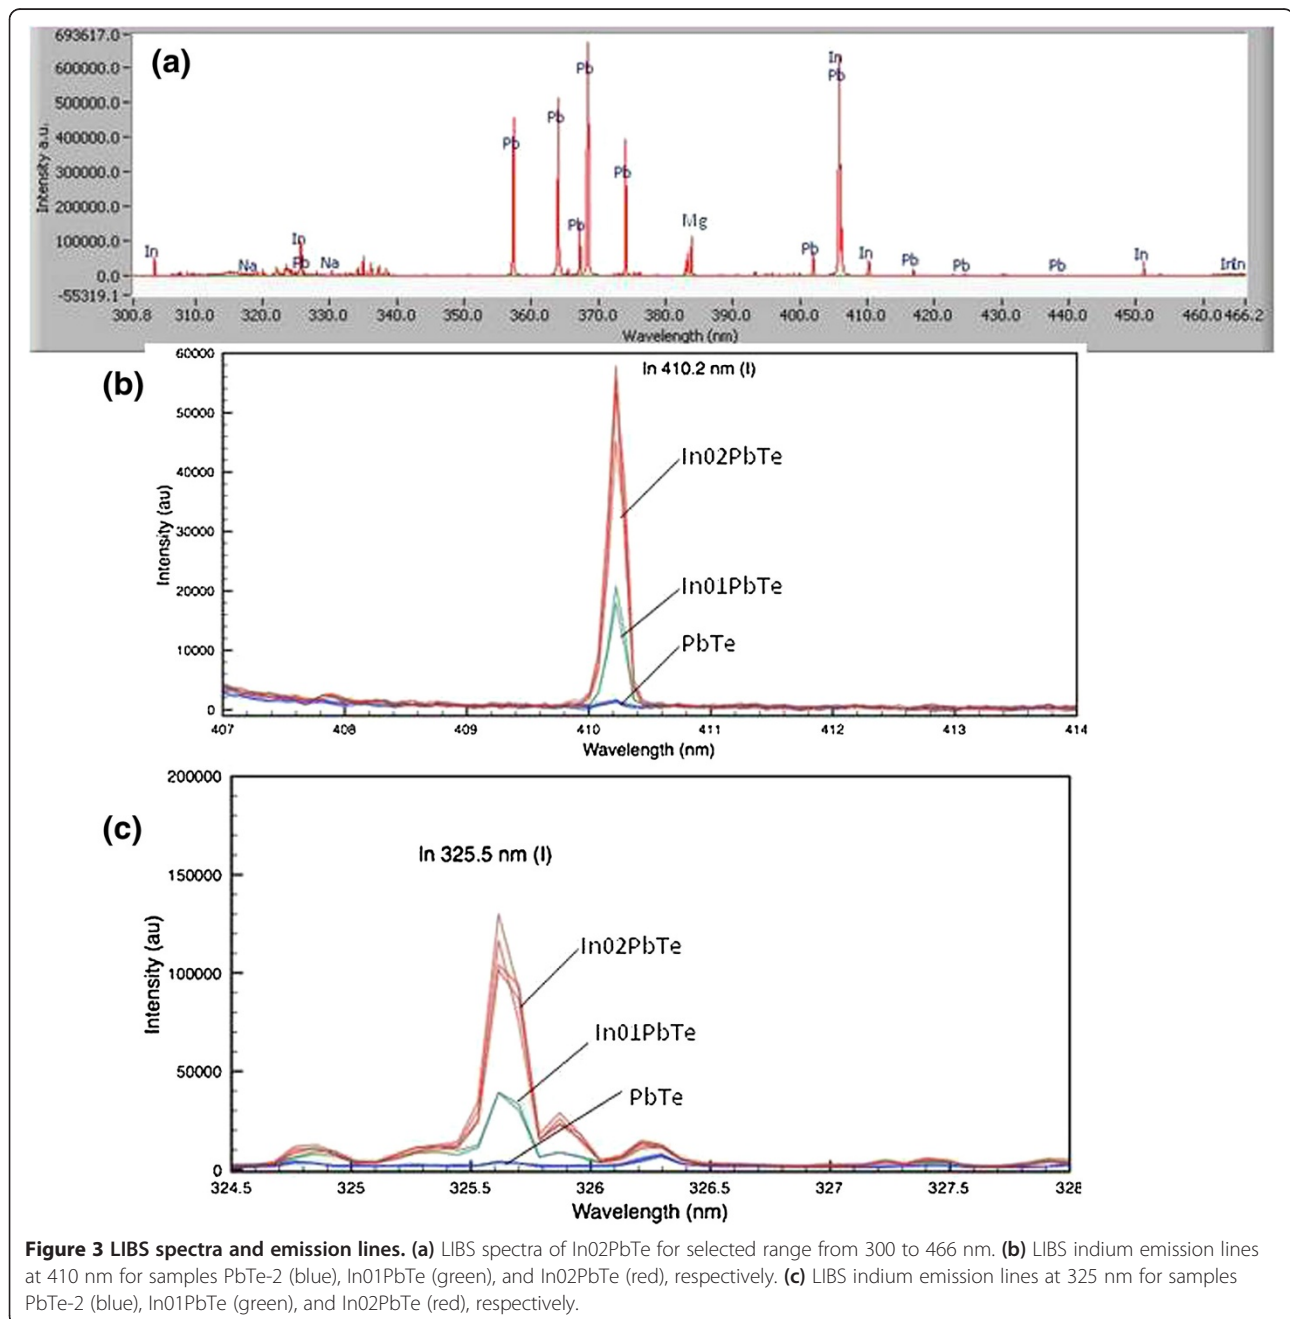 (a)
693617.0
600000.0
500000.0
400000.0
300000.0
200000.0
100000.0
0.0
-55319.1
Intensity a.u.
In
Na
In
Pb
Na
Pb
Pb
Pb
Pb
Pb
Mg
Pb
In
Pb
In
Pb
Pb
Pb
In
In
In
300.8 310.0 320.0 330.0 340.0 350.0 360.0 370.0 380.0 390.0 400.0 410.0 420.0 430.0 440.0 450.0 460.0 466.2
Wavelength (nm)
(b)
60000
50000
40000
30000
20000
10000
0
Intensity (au)
In 410.2 nm (I)
In02PbTe
In01PbTe
PbTe
407 408 409 410 411 412 413 414
Wavelength (nm)
(c)
200000
150000
100000
50000
0
Intensity (au)
In 325.5 nm (I)
In02PbTe
In01PbTe
PbTe
324.5 325 325.5 326 326.5 327 327.5 328
Wavelength (nm)
Figure 3 LIBS spectra and emission lines. (a) LIBS spectra of In02PbTe for selected range from 300 to 466 nm. (b) LIBS indium emission lines
at 410 nm for samples PbTe-2 (blue), In01PbTe (green), and In02PbTe (red), respectively. (c) LIBS indium emission lines at 325 nm for samples
PbTe-2 (blue), In01PbTe (green), and In02PbTe (red), respectively.